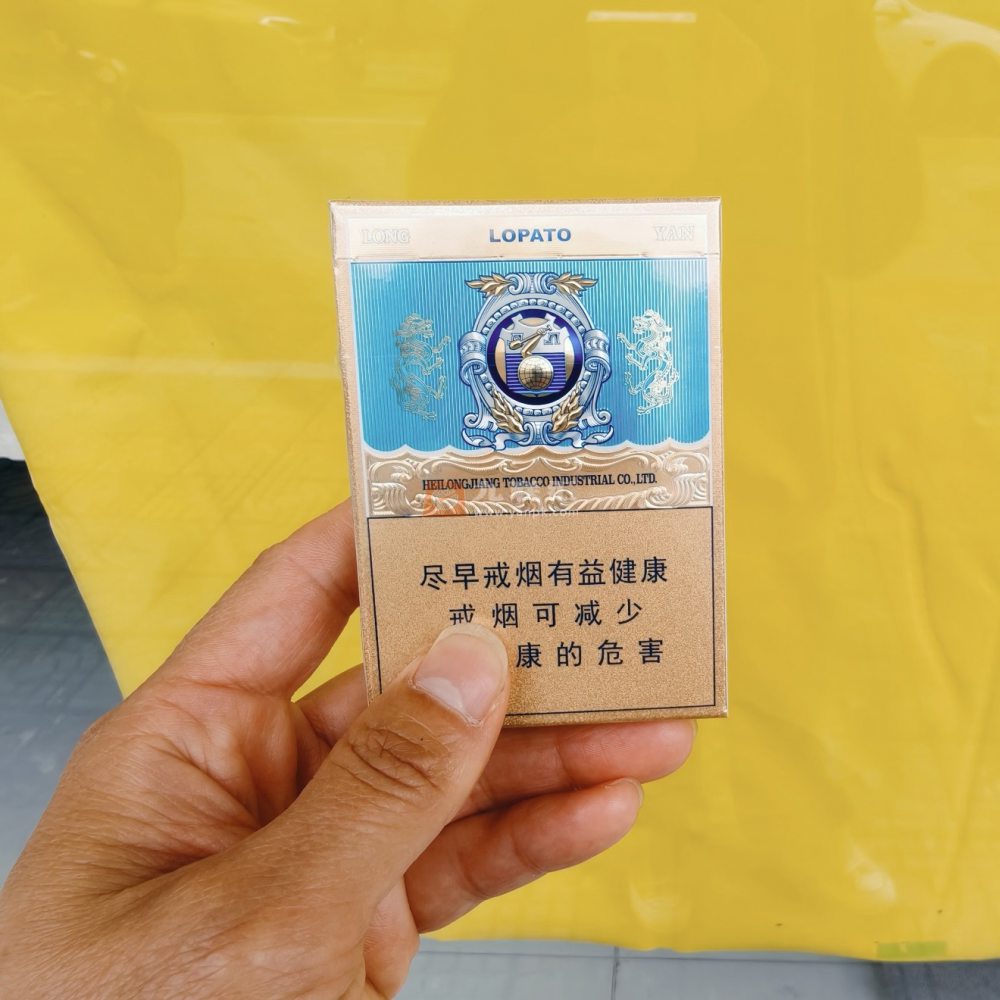 LONG LOPATO YAN
HEILONGJIANG TOBACCO INDUSTRIAL CO., LTD.
尽早戒烟有益健康
戒烟可减少
康的危害